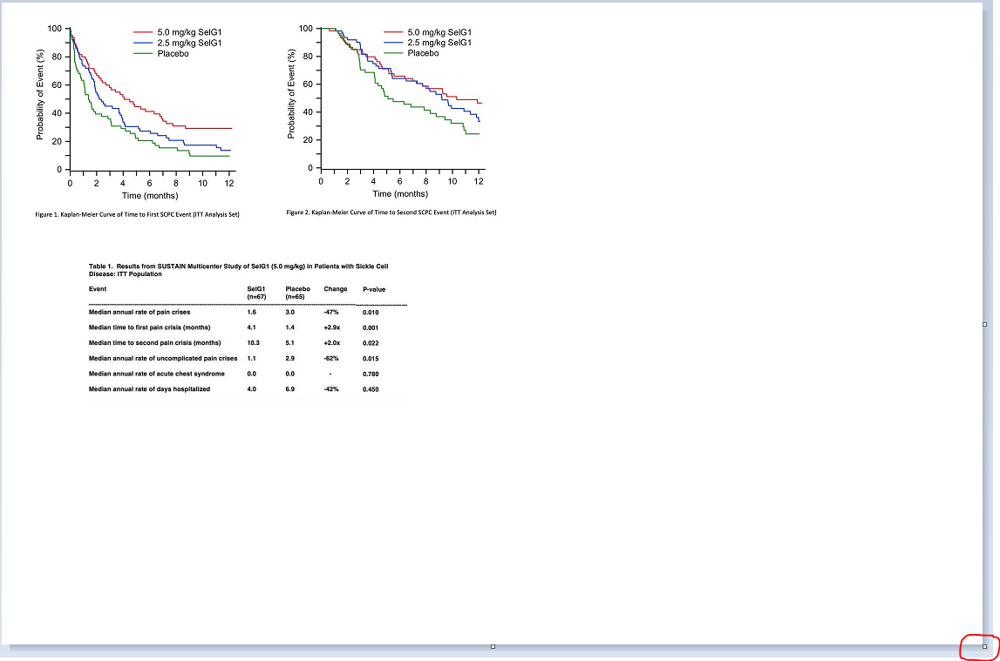 5.0 mg/kg SelG1
2.5 mg/kg SelG1
Placebo
Probability of Event (%)
100
80
60
40
20
0
0 2 4 6 8 10 12
Time (months)
Figure 1. Kaplan-Meier Curve of Time to First SCPC Event (ITT Analysis Set)
5.0 mg/kg SelG1
2.5 mg/kg SelG1
Placebo
Probability of Event (%)
100
80
60
40
20
0
0 2 4 6 8 10 12
Time (months)
Figure 2. Kaplan-Meier Curve of Time to Second SCPC Event (ITT Analysis Set)
Table 1. Results from SUSTAIN Multicenter Study of SelG1 (5.0 mg/kg) in Patients with Sickle Cell
Disease: ITT Population
Event SelG1 Placebo Change P-value
(n=67) (n=65)
Median annual rate of pain crises 1.6 3.0 -47% 0.010
Median time to first pain crisis (months) 4.1 1.4 +2.9x 0.001
Median time to second pain crisis (months) 10.3 5.1 +2.0x 0.022
Median annual rate of uncomplicated pain crises 1.1 2.9 -62% 0.015
Median annual rate of acute chest syndrome 0.0 0.0 - 0.780
Median annual rate of days hospitalized 4.0 6.9 -42% 0.450